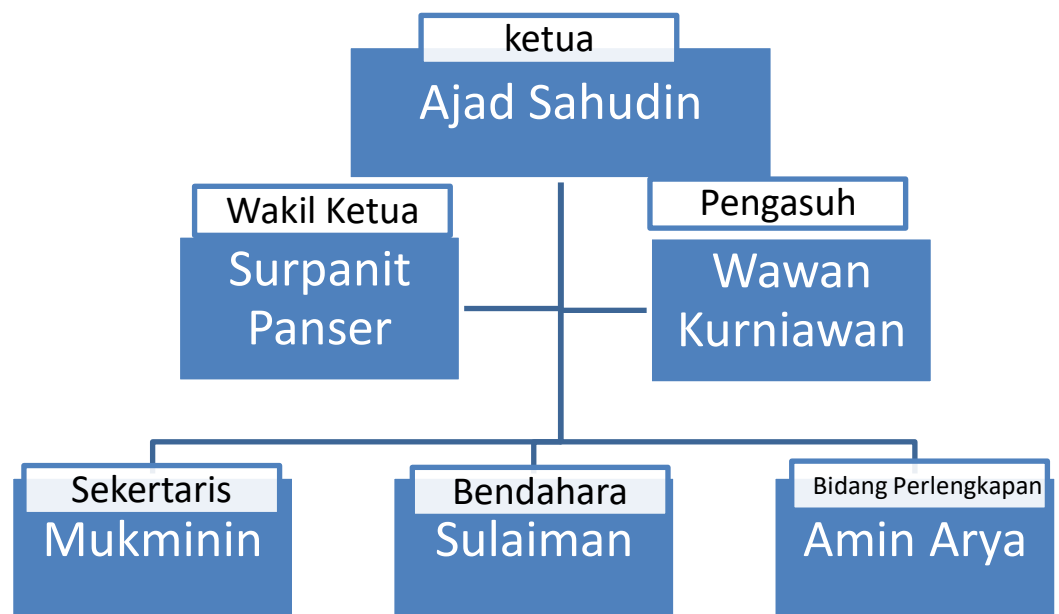 ketua
Ajad Sahudin
Wakil Ketua
Surpanit
Panser
Pengasuh
Wawan
Kurniawan
Sekertaris
Mukminin
Bendahara
Sulaiman
Bidang Perlengkapan
Amin Arya